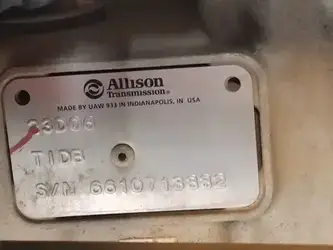 Allison
Transmission®
MADE BY UAW 933 IN INDIANAPOLIS, IN USA
23D06
TIDB
S/N 6610713882